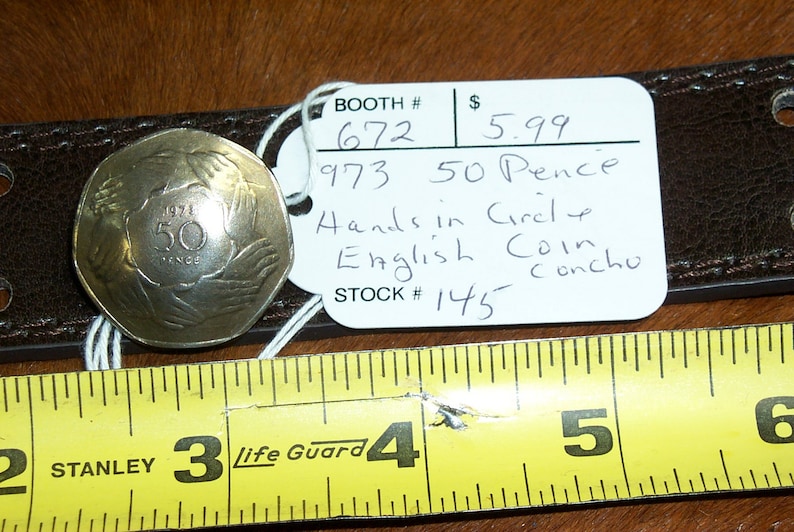 BOOTH # $
672 5.99
973 50 Pence
Hands in Circle
English Coin
Concho
STOCK # 145
1973
50
PENCE
2 STANLEY 3 Life Guard 4 5 6